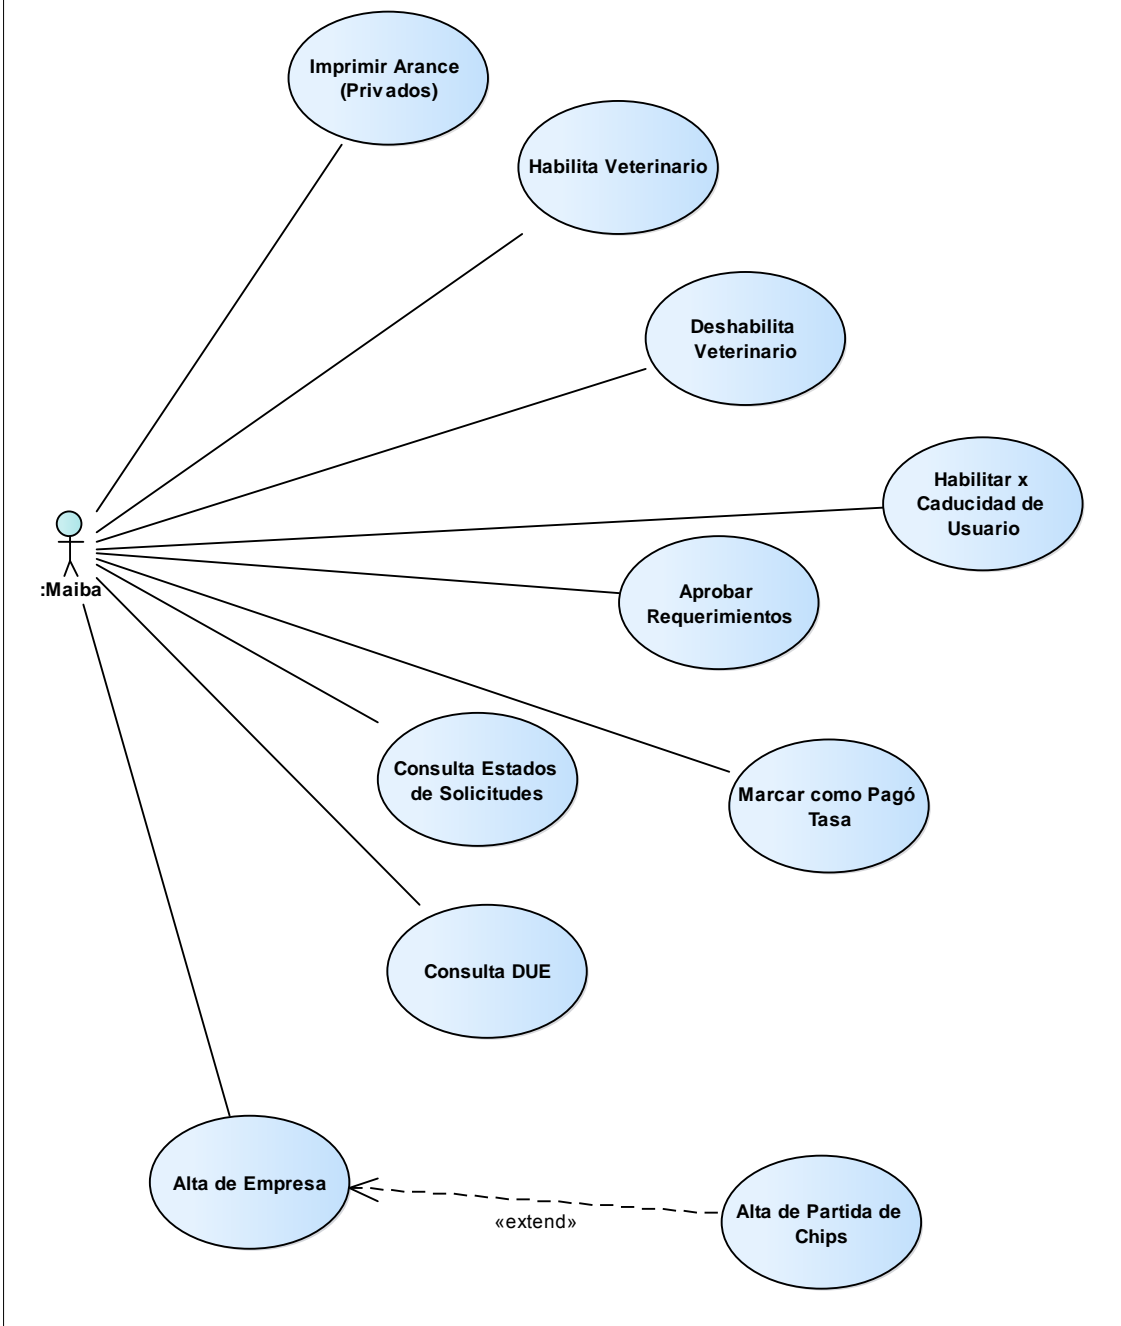 Imprimir Arance
(Privados)
Habilita Veterinario
Deshabilita
Veterinario
Habilitar x
Caducidad de
Usuario
:Maiba
Aprobar
Requerimientos
Consulta Estados
de Solicitudes
Marcar como Pagó
Tasa
Consulta DUE
Alta de Empresa
«extend»
Alta de Partida de
Chips